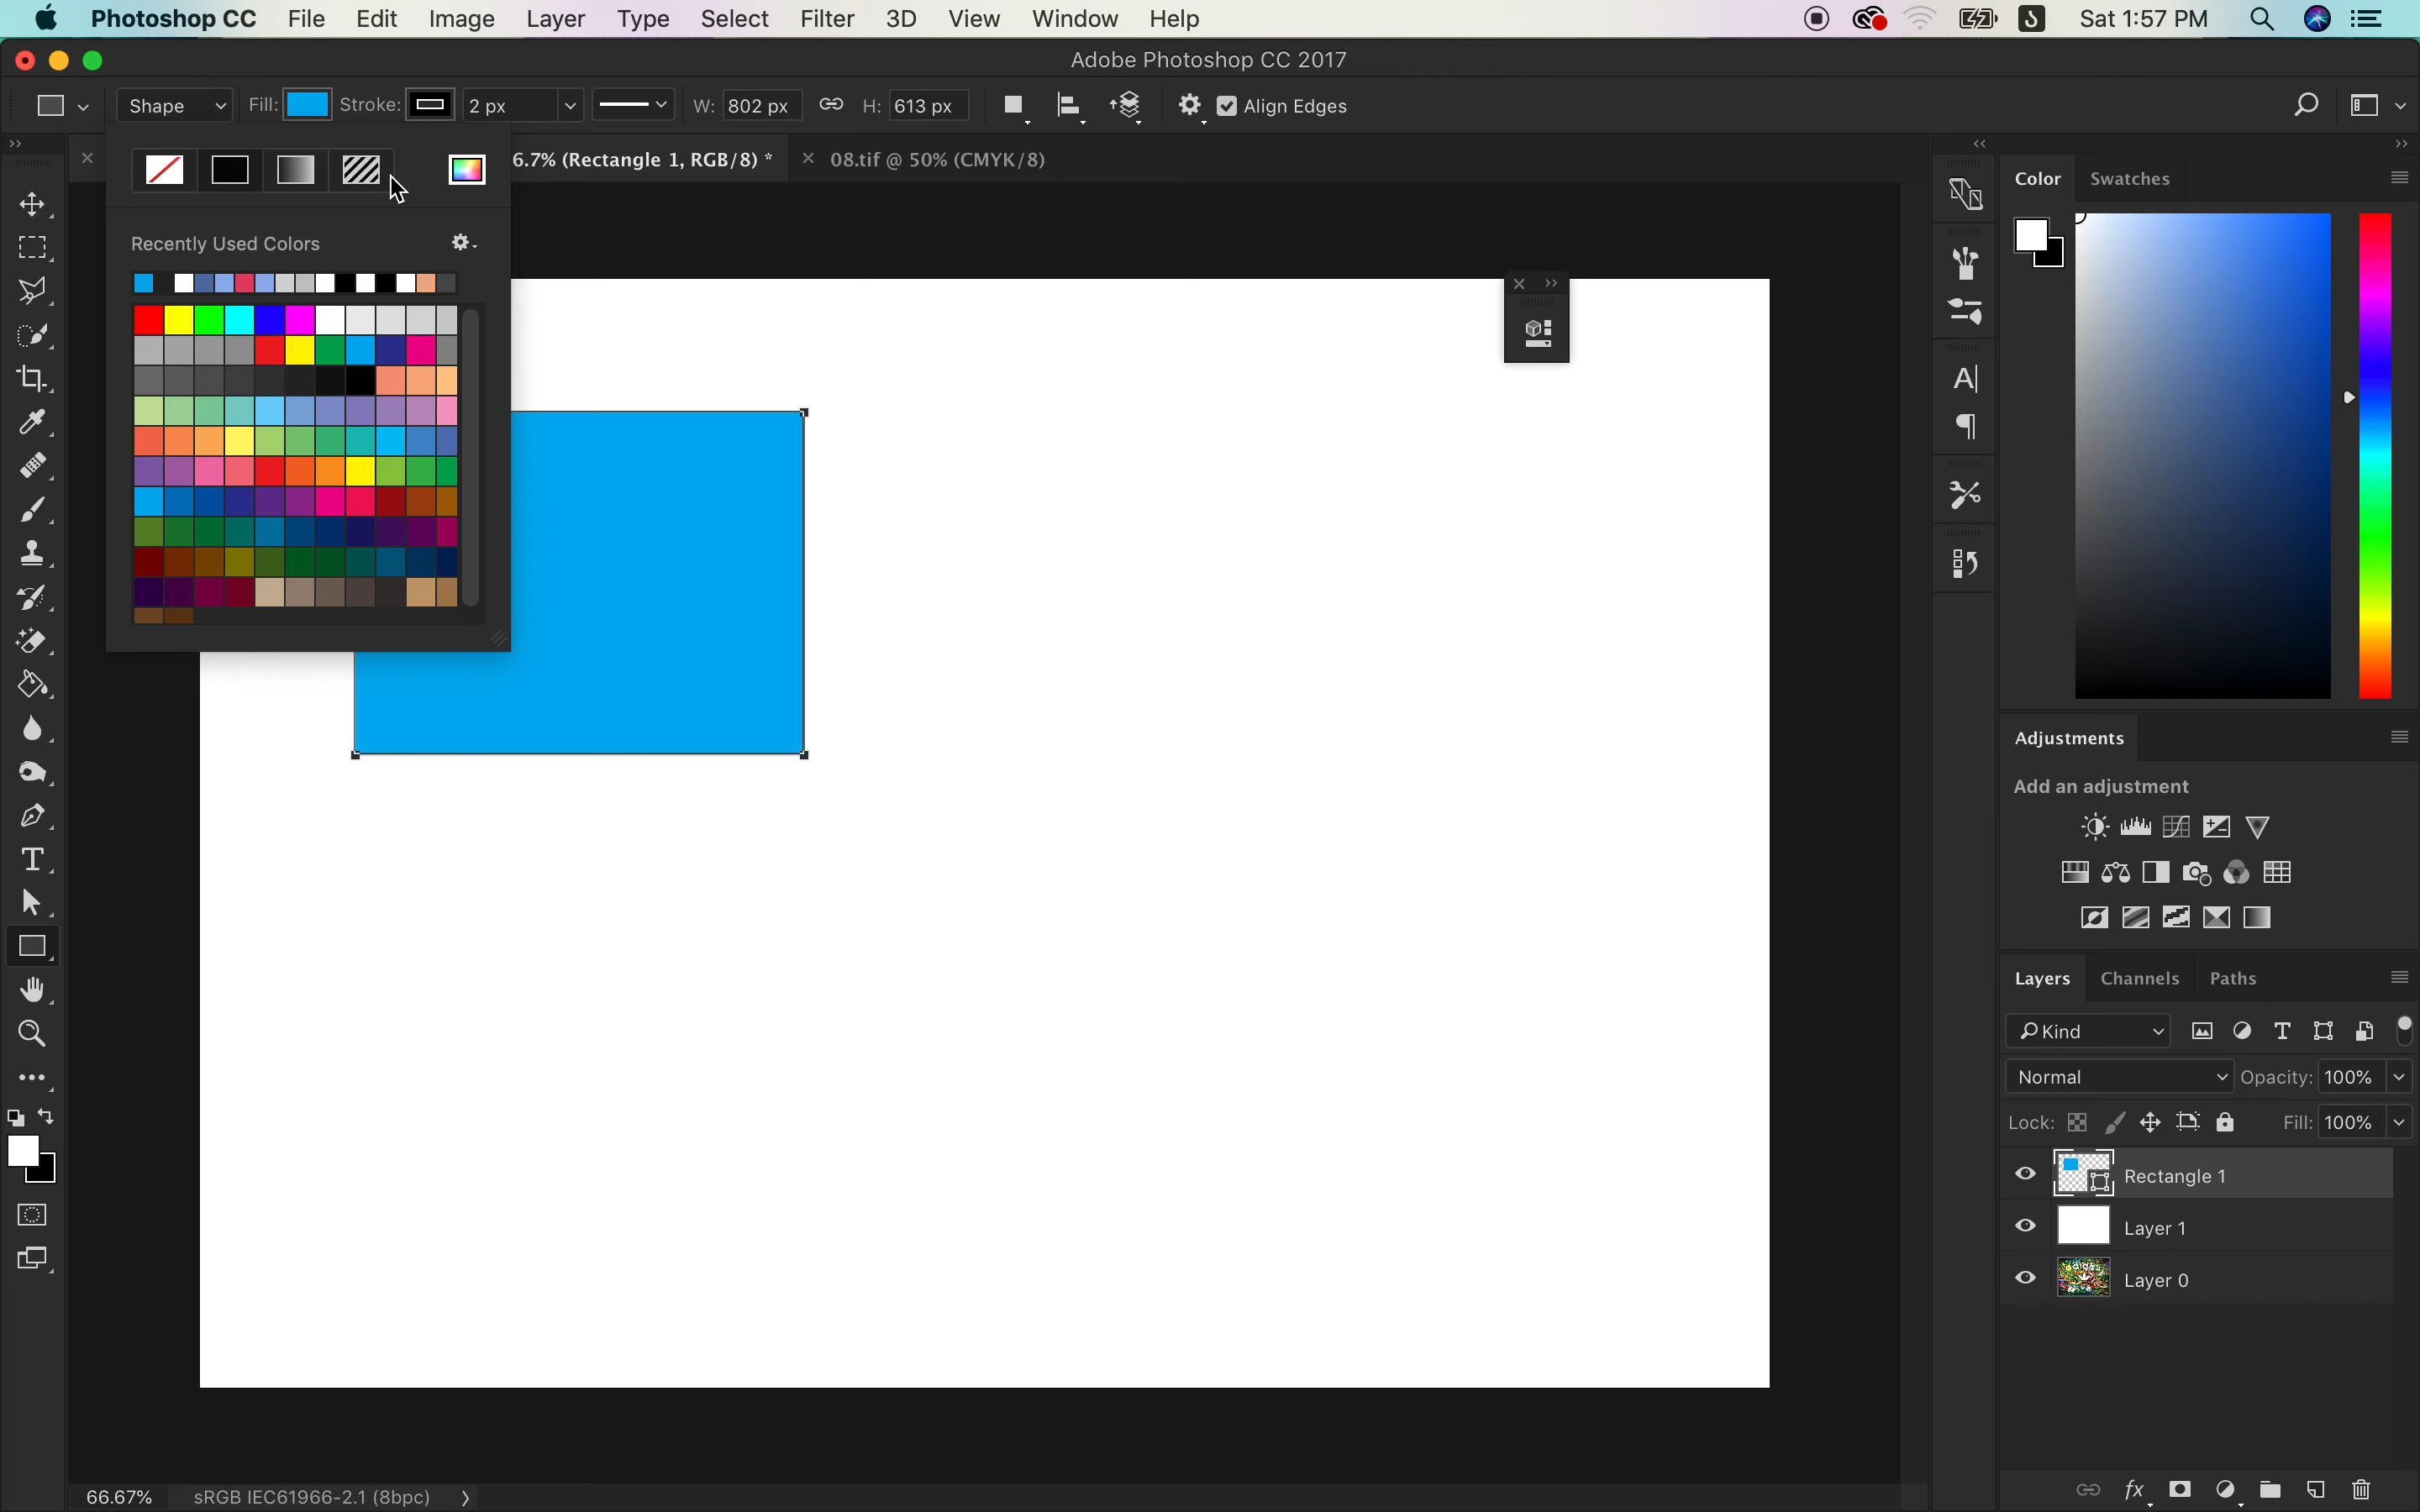 Photoshop CC File Edit Image Layer Type Select Filter 3D View Window Help Sat 1:57 PM
Adobe Photoshop CC 2017
Shape Fill: Stroke: 2 px W: 802 px H: 613 px Align Edges
6.7% (Rectangle 1, RGB/8) * 08.tif @ 50% (CMYK/8)
Recently Used Colors
Color Swatches
Adjustments
Add an adjustment
Layers Channels Paths
Kind
Normal Opacity: 100%
Lock: Fill: 100%
Rectangle 1
Layer 1
Layer 0
66.67% sRGB IEC61966-2.1 (8bpc)